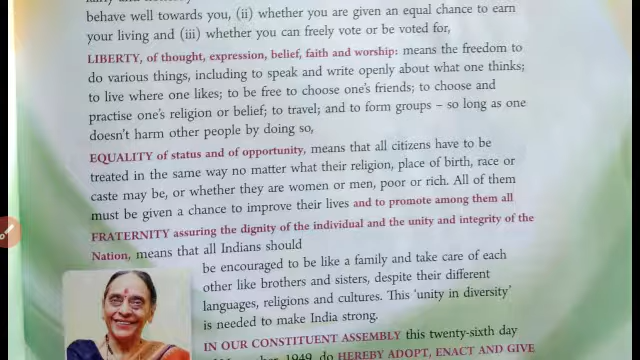 behave well towards you, (ii) whether you are given an equal chance to earn
your living and (iii) whether you can freely vote or be voted for,
LIBERTY, of thought, expression, belief, faith and worship: means the freedom to
do various things, including to speak and write openly about what one thinks;
to live where one likes; to be free to choose one's friends; to choose and
practise one's religion or belief; to travel; and to form groups – so long as one
doesn't harm other people by doing so,
EQUALITY of status and of opportunity, means that all citizens have to be
treated in the same way no matter what their religion, place of birth, race or
caste may be, or whether they are women or men, poor or rich. All of them
must be given a chance to improve their lives and to promote among them all
FRATERNITY assuring the dignity of the individual and the unity and integrity of the
Nation, means that all Indians should
be encouraged to be like a family and take care of each
other like brothers and sisters, despite their different
languages, religions and cultures. This 'unity in diversity'
is needed to make India strong.
IN OUR CONSTITUENT ASSEMBLY this twenty-sixth day
1949, do HEREBY ADOPT, ENACT AND GIVE